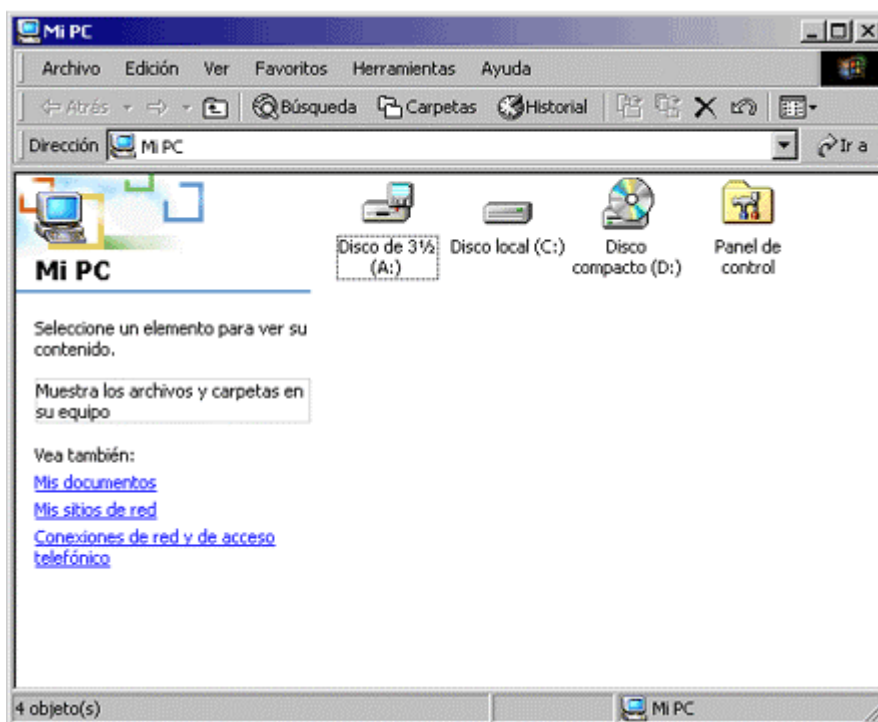 Mi PC
Archivo Edición Ver Favoritos Herramientas Ayuda
Atrás Búsqueda Carpetas Historial
Dirección Mi PC Ir a
Mi PC
Seleccione un elemento para ver su
contenido.
Muestra los archivos y carpetas en
su equipo
Vea también:
Mis documentos
Mis sitios de red
Conexiones de red y de acceso
telefónico
Disco de 3½
(A:)
Disco local (C:)
Disco
compacto (D:)
Panel de
control
4 objeto(s)
Mi PC